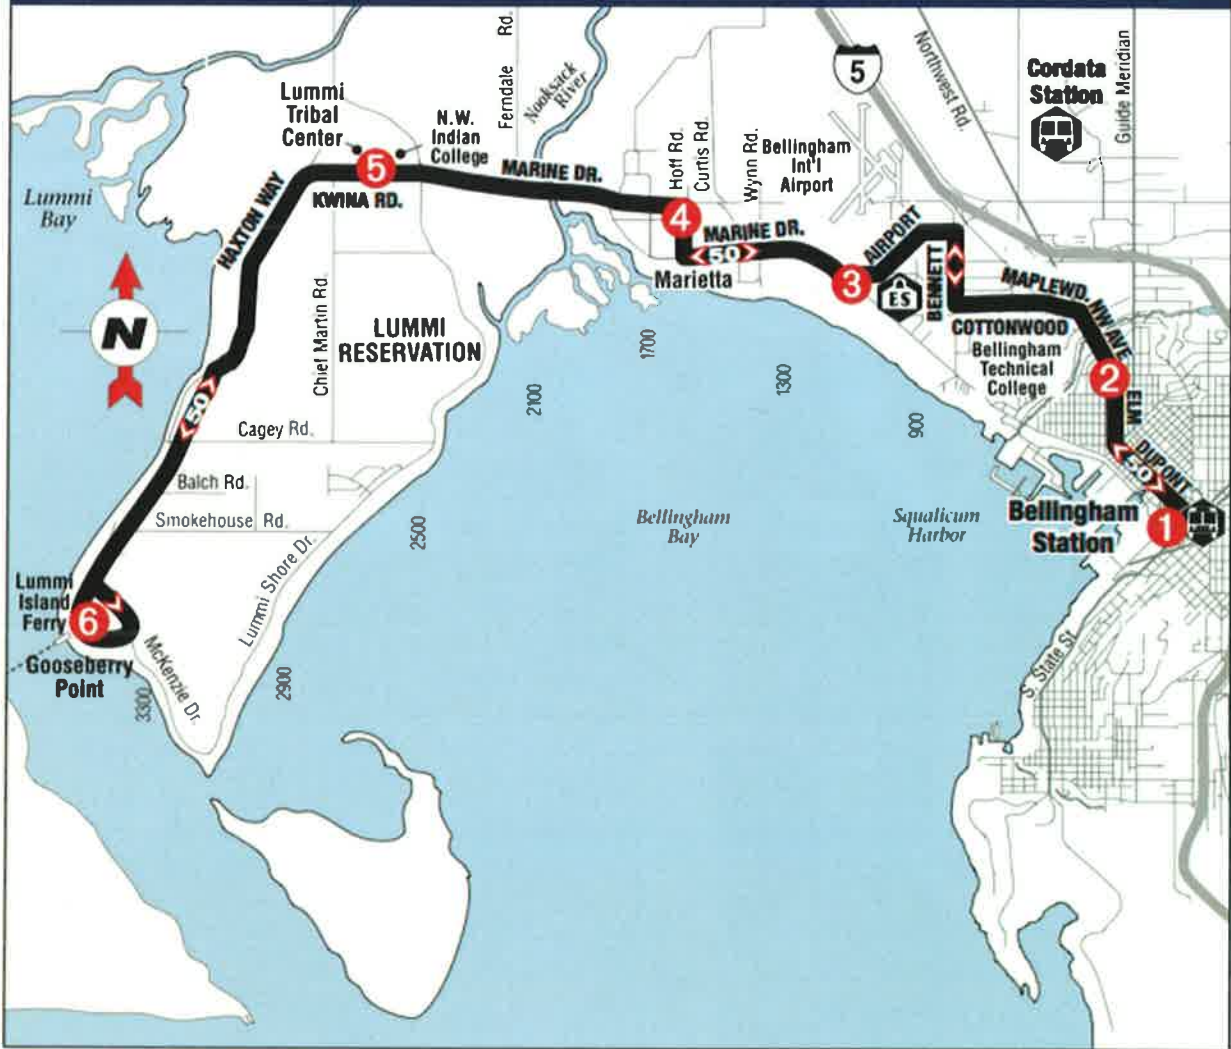 Rd.
Ferndale
Nooksack
River
5
Northwest Rd.
Cordata
Station
Guide Meridian
Lummi
Tribal
Center
N.W.
Indian
College
Hoff Rd.
Curtis Rd.
Wynn Rd.
Bellingham
Int'l
Airport
Lummi
Bay
5
MARINE DR.
KWINA RD.
HAXTON WAY
4
MARINE DR.
50
Marietta
3
AIRPORT
ES
BENNETT
MAPLEWD. NW AVE
COTTONWOOD
Bellingham
Technical
College
2
ELM
N
Chief Martin Rd.
LUMMI
RESERVATION
1700
1300
2100
900
50
Cagey Rd.
DUPONT
50
Balch Rd.
Smokehouse Rd.
2500
Bellingham
Bay
Squalicum
Harbor
Bellingham
Station
1
Lummi Shore Dr.
Lummi
Island
Ferry
6
Gooseberry
Point
McKenzie Dr.
3300
2900
S. State St.